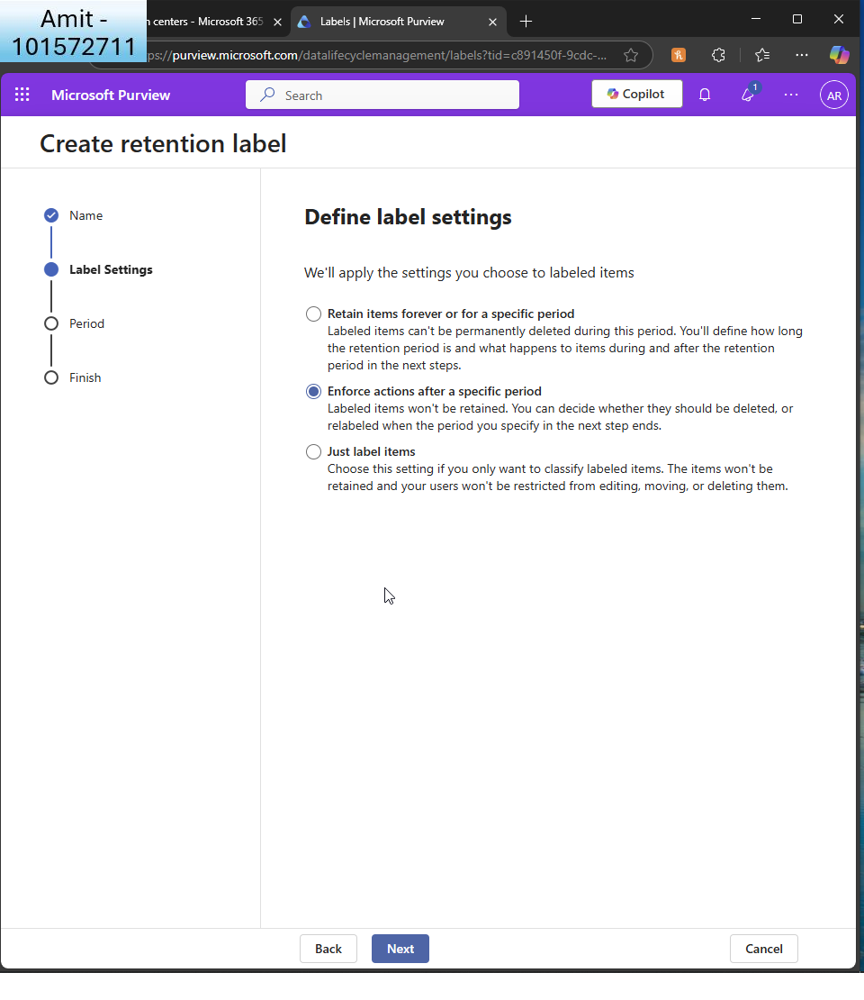 Amit -
101572711
n centers - Microsoft 365
Labels | Microsoft Purview
ps://purview.microsoft.com/datalifecyclemanagement/labels?tid=c891450f-9cdc-...
Microsoft Purview
Search
Copilot
1
AR
Create retention label
Name
Label Settings
Period
Finish
Define label settings
We'll apply the settings you choose to labeled items
Retain items forever or for a specific period
Labeled items can't be permanently deleted during this period. You'll define how long
the retention period is and what happens to items during and after the retention
period in the next steps.
Enforce actions after a specific period
Labeled items won't be retained. You can decide whether they should be deleted, or
relabeled when the period you specify in the next step ends.
Just label items
Choose this setting if you only want to classify labeled items. The items won't be
retained and your users won't be restricted from editing, moving, or deleting them.
Back
Next
Cancel